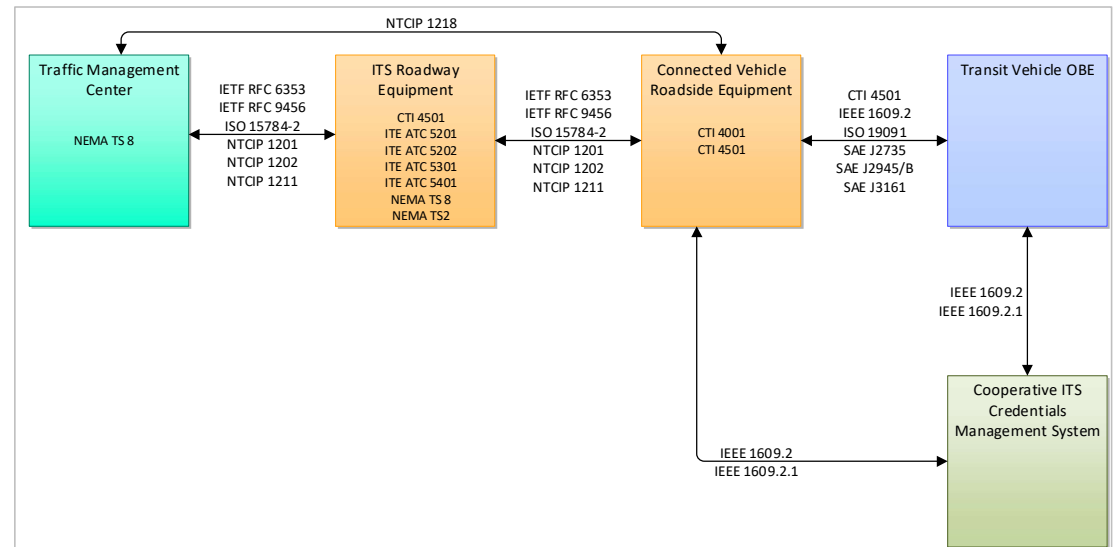 NTCIP 1218
Traffic Management
Center
NEMA TS 8
IETF RFC 6353
IETF RFC 9456
ISO 15784-2
NTCIP 1201
NTCIP 1202
NTCIP 1211
ITS Roadway
Equipment
CTI 4501
ITE ATC 5201
ITE ATC 5202
ITE ATC 5301
ITE ATC 5401
NEMA TS 8
NEMA TS2
IETF RFC 6353
IETF RFC 9456
ISO 15784-2
NTCIP 1201
NTCIP 1202
NTCIP 1211
Connected Vehicle
Roadside Equipment
CTI 4001
CTI 4501
CTI 4501
IEEE 1609.2
ISO 19091
SAE J2735
SAE J2945/B
SAE J3161
Transit Vehicle OBE
IEEE 1609.2
IEEE 1609.2.1
Cooperative ITS
Credentials
Management System
IEEE 1609.2
IEEE 1609.2.1